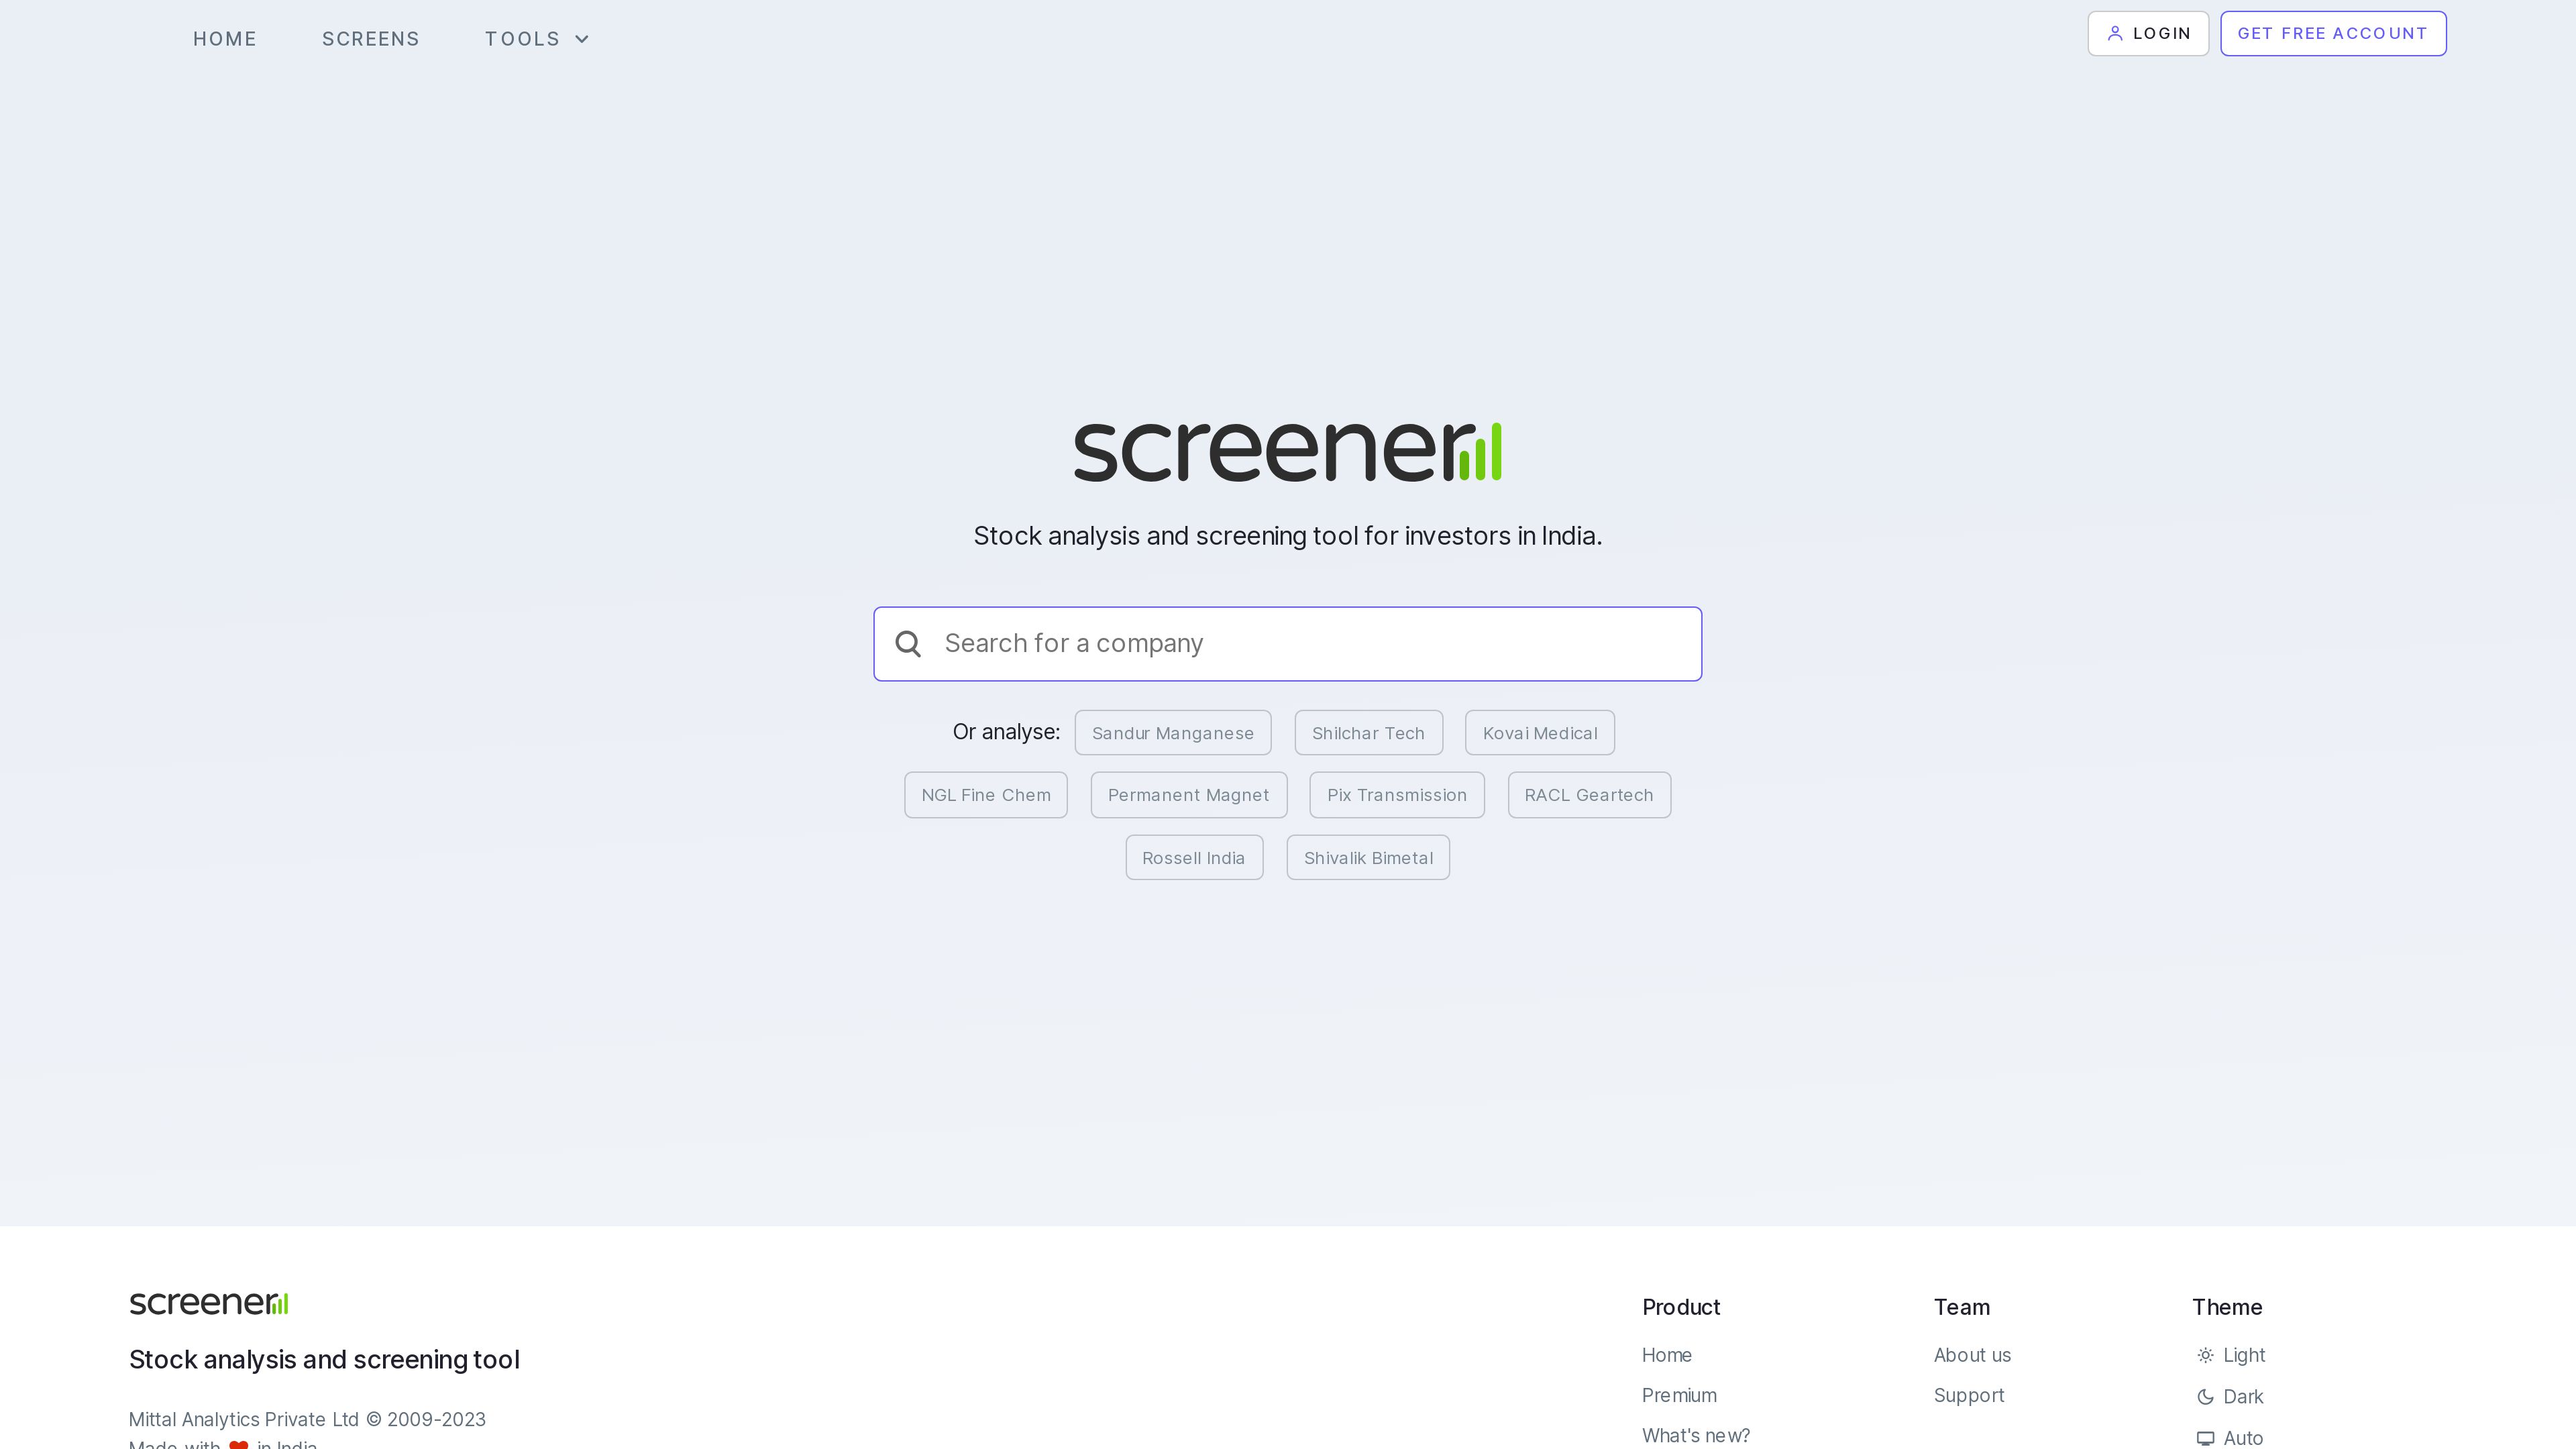 HOME SCREENS TOOLS LOGIN GET FREE ACCOUNT
screener
Stock analysis and screening tool for investors in India.
Search for a company
Or analyse: Sandur Manganese Shilchar Tech Kovai Medical
NGL Fine Chem Permanent Magnet Pix Transmission RACL Geartech
Rossell India Shivalik Bimetal
screener
Stock analysis and screening tool
Mittal Analytics Private Ltd © 2009-2023
Made with ❤ in India.
Product
Home
Premium
What's new?
Team
About us
Support
Theme
Light
Dark
Auto